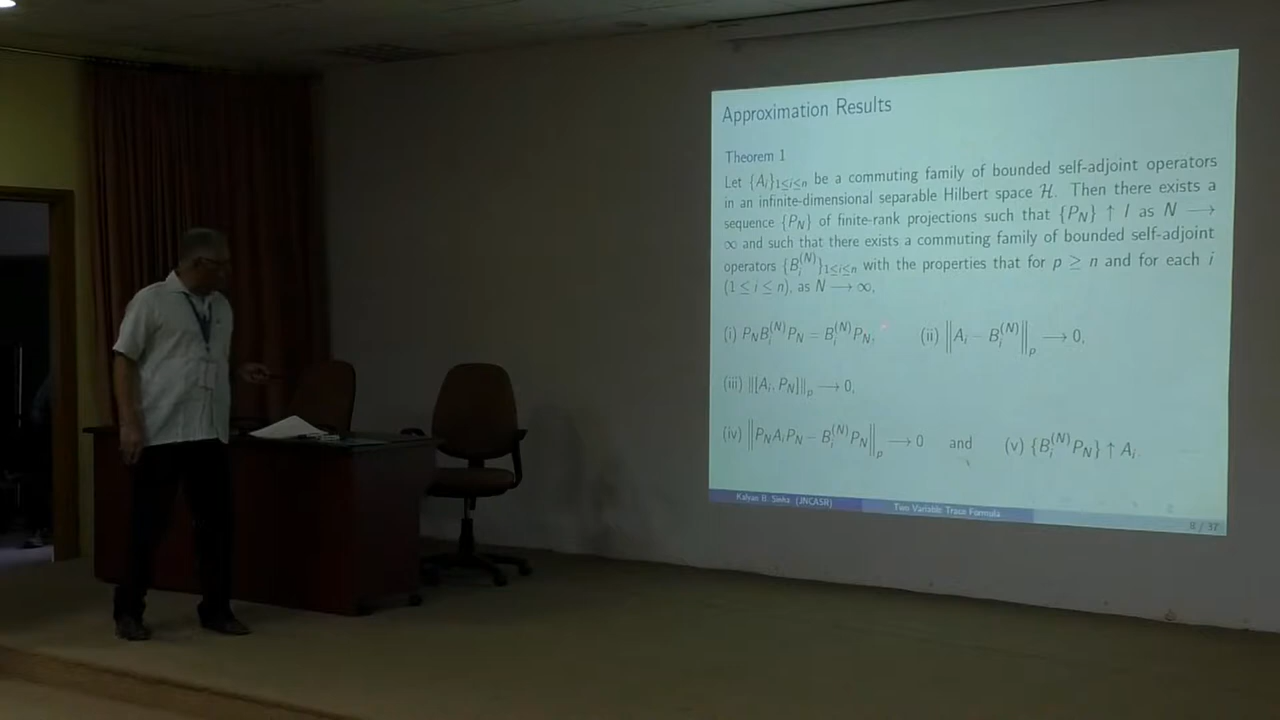 Approximation Results
Theorem 1
Let {A_i}_{1≤i≤n} be a commuting family of bounded self-adjoint operators
in an infinite-dimensional separable Hilbert space ℋ. Then there exists a
sequence {P_N} of finite-rank projections such that {P_N} ↑ I as N ⟶
∞ and such that there exists a commuting family of bounded self-adjoint
operators {B_i^{(N)}}_{1≤i≤n} with the properties that for p ≥ n and for each i
(1 ≤ i ≤ n), as N ⟶ ∞,
(i) P_N B_i^{(N)} P_N = B_i^{(N)} P_N, (ii) ‖A_i − B_i^{(N)}‖_p ⟶ 0,
(iii) ‖[A_i, P_N]‖_p ⟶ 0,
(iv) ‖P_N A_i P_N − B_i^{(N)} P_N‖_p ⟶ 0 and (v) {B_i^{(N)} P_N} ↑ A_i.
Kalyan B. Sinha (JNCASR) Two Variable Trace Formula
8 / 37